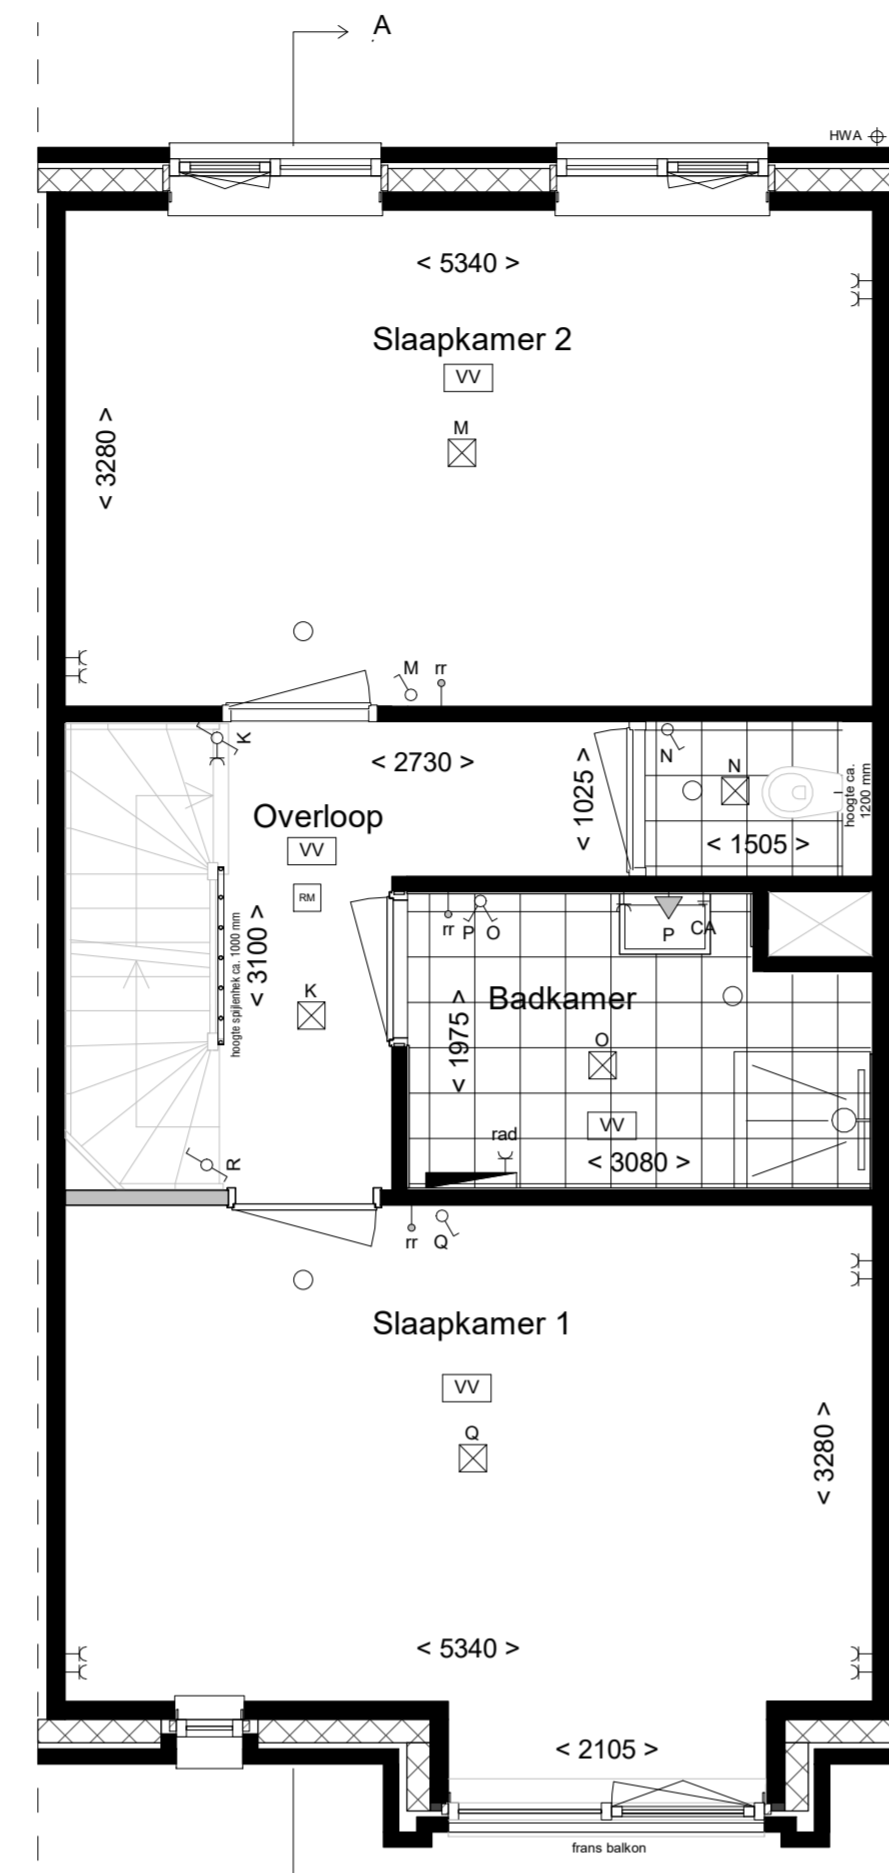 A
HWA
< 5340 >
Slaapkamer 2
VV
M
< 3280 >
M rr
K
< 2730 >
N
N
< 1025 >
hoogte ca.
1200 mm
< 1505 >
Overloop
VV
RM
hoogte spijlenhek ca. 1000 mm
< 3100 >
K
R
rr P O
P
CA
Badkamer
< 1975 >
O
VV
rad
< 3080 >
rr Q
Slaapkamer 1
VV
Q
< 3280 >
< 5340 >
< 2105 >
frans balkon